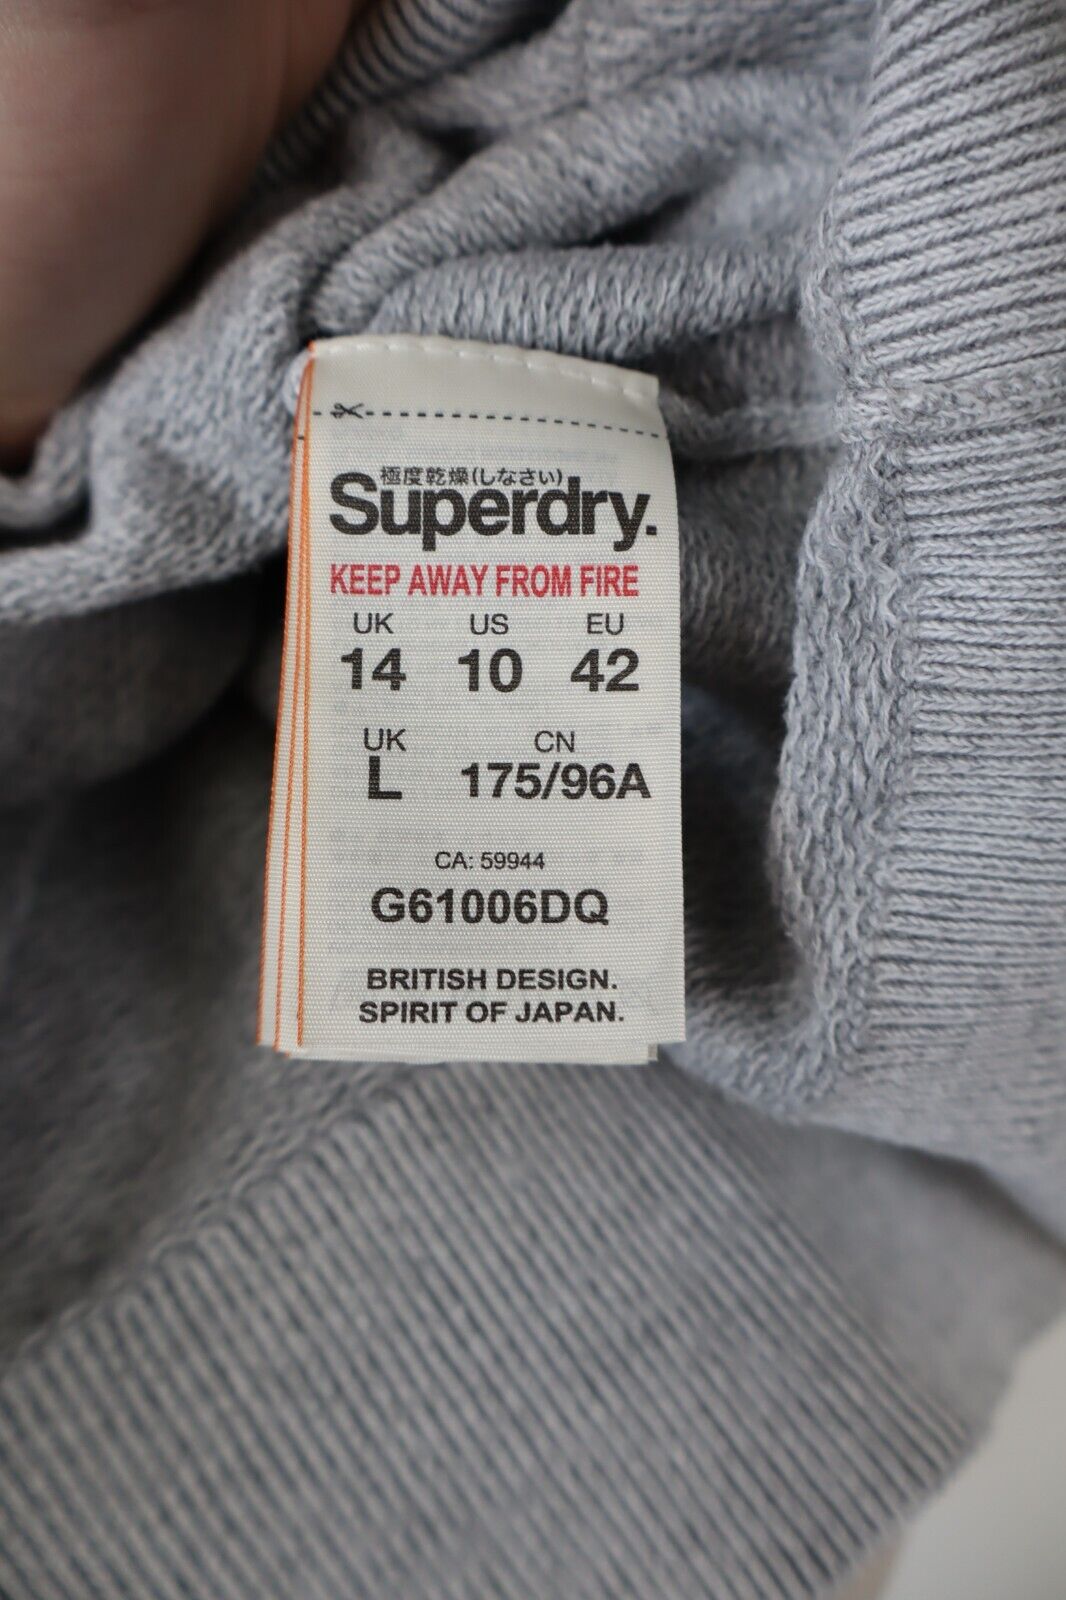 極度乾燥(しなさい)
Superdry.
KEEP AWAY FROM FIRE
UK US EU
14 10 42
UK CN
L 175/96A
CA: 59944
G61006DQ
BRITISH DESIGN.
SPIRIT OF JAPAN.